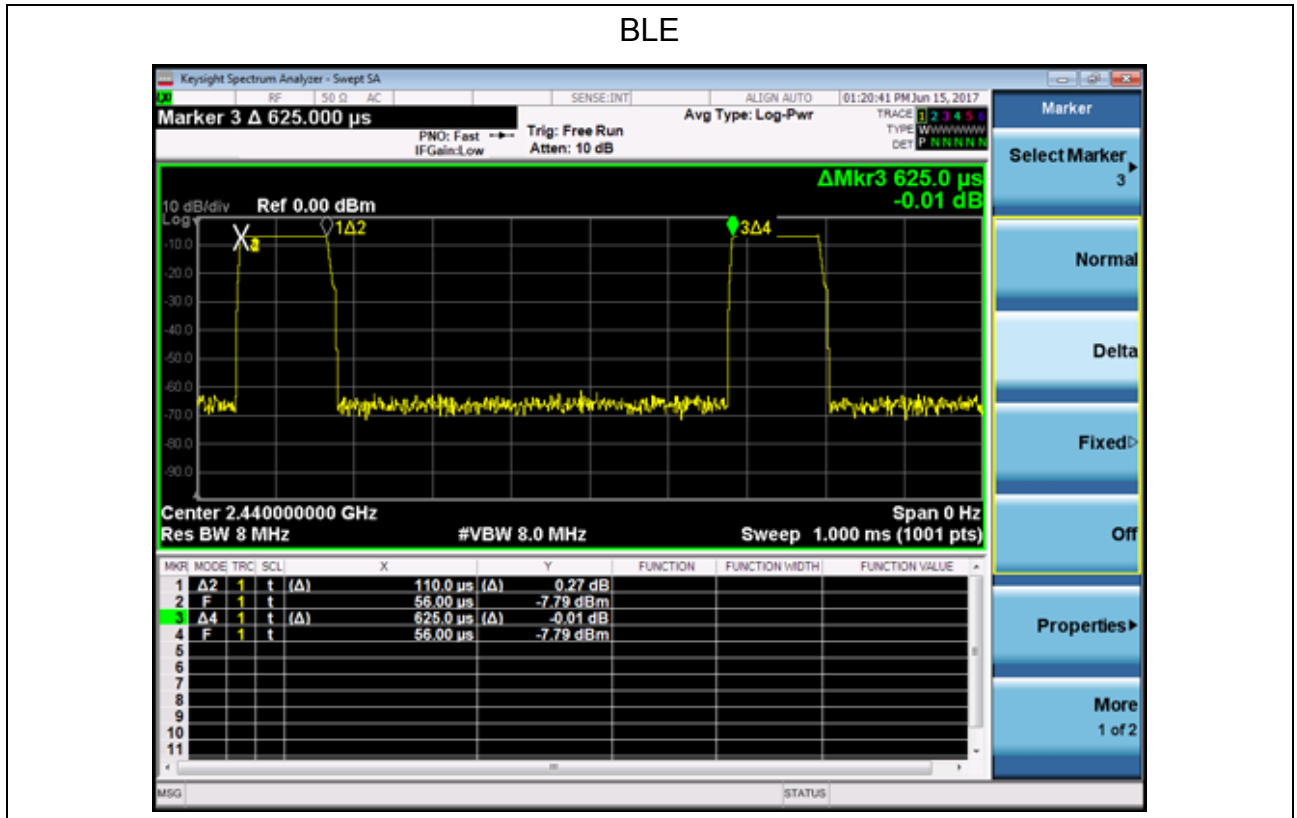 BLE
Keysight Spectrum Analyzer - Swept SA
RF 50 Ω AC SENSE:INT ALIGN AUTO 01:20:41 PM Jun 15, 2017
Marker 3 Δ 625.000 µs
PNO: Fast
IFGain:Low
Trig: Free Run
Atten: 10 dB
Avg Type: Log-Pwr
TRACE 1 2 3 4 5 6
TYPE WWWWWW
DET P N N N N N
ΔMkr3 625.0 µs
-0.01 dB
10 dB/div Ref 0.00 dBm
Log
-10.0
-20.0
-30.0
-40.0
-50.0
-60.0
-70.0
-80.0
-90.0
1Δ2
3Δ4
Center 2.440000000 GHz Span 0 Hz
Res BW 8 MHz #VBW 8.0 MHz Sweep 1.000 ms (1001 pts)
MKR MODE TRC SCL X Y FUNCTION FUNCTION WIDTH FUNCTION VALUE
1 Δ2 1 t (Δ) 110.0 µs (Δ) 0.27 dB
2 F 1 t 56.00 µs -7.79 dBm
3 Δ4 1 t (Δ) 625.0 µs (Δ) -0.01 dB
4 F 1 t 56.00 µs -7.79 dBm
5
6
7
8
9
10
11
MSG STATUS
Marker
Select Marker
3
Normal
Delta
Fixed
Off
Properties
More
1 of 2